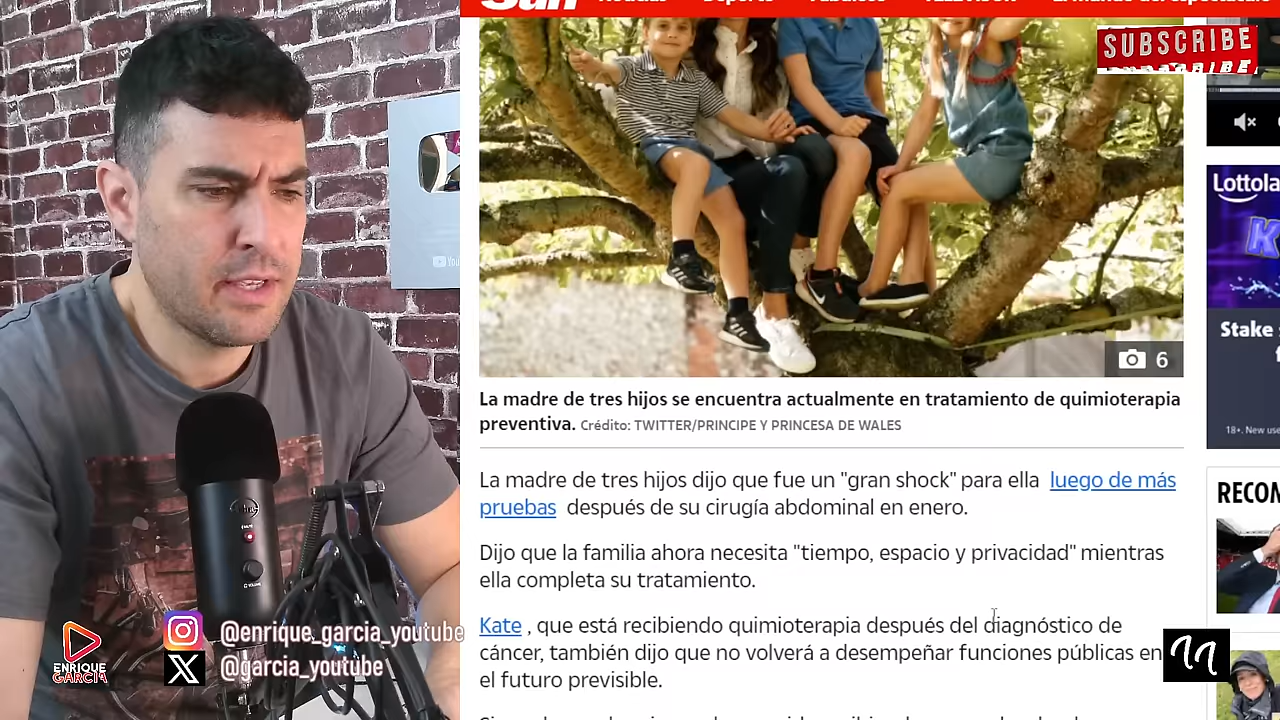 Sun
SUBSCRIBE
Lottola
6
Stake
La madre de tres hijos se encuentra actualmente en tratamiento de quimioterapia
preventiva. Crédito: TWITTER/PRINCIPE Y PRINCESA DE WALES
18+. New use
La madre de tres hijos dijo que fue un "gran shock" para ella luego de más
pruebas después de su cirugía abdominal en enero.
RECOM
Dijo que la familia ahora necesita "tiempo, espacio y privacidad" mientras
ella completa su tratamiento.
Kate , que está recibiendo quimioterapia después del diagnóstico de
cáncer, también dijo que no volverá a desempeñar funciones públicas en
el futuro previsible.
@enrique_garcia_youtube
@garcia_youtube
ENRIQUE
GARCIA